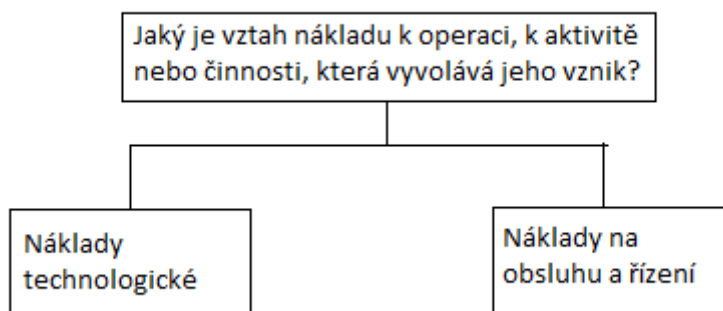 Jaký je vztah nákladu k operaci, k aktivitě
nebo činnosti, která vyvolává jeho vznik?
Náklady
technologické
Náklady na
obsluhu a řízení